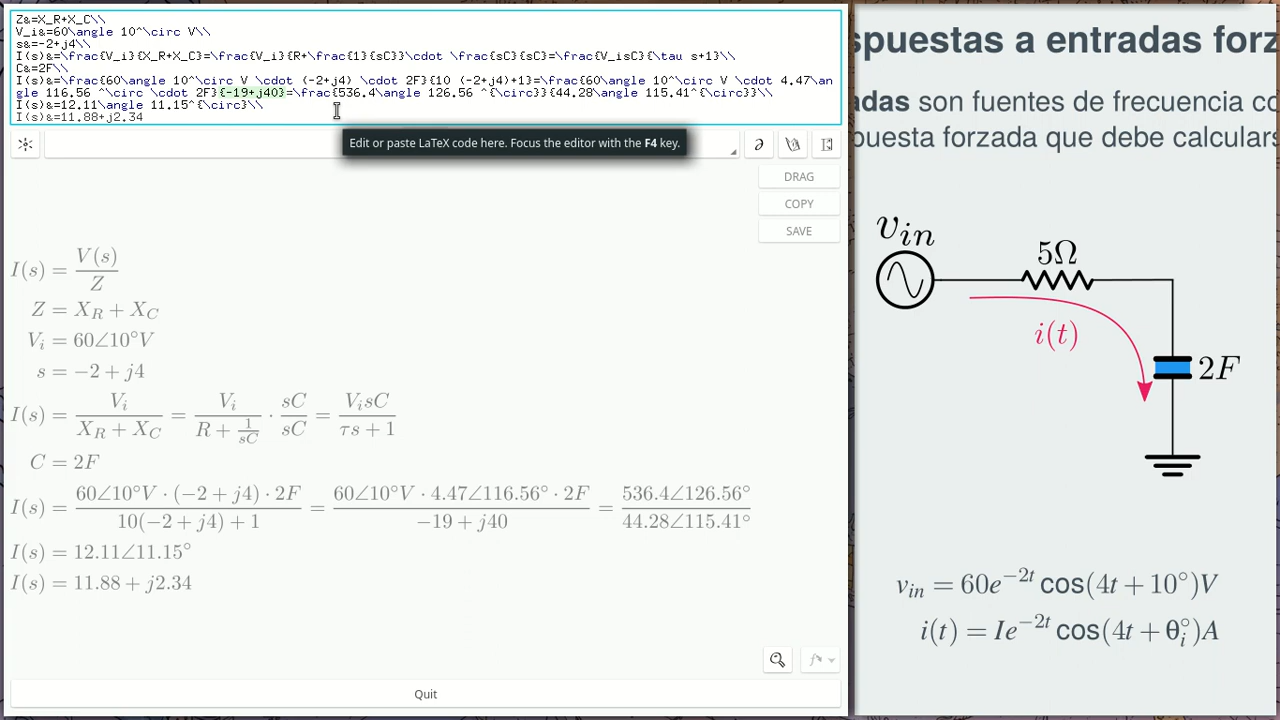 Z&=X_R+X_C\\
V_i&=60\angle 10^\circ V\\
s&=-2+j4\\
I(s)&=\frac{V_i}{X_R+X_C}=\frac{V_i}{R+\frac{1}{sC}}\cdot \frac{sC}{sC}=\frac{V_isC}{\tau s+1}\\
C&=2F\\
I(s)&=\frac{60\angle 10^\circ V \cdot (-2+j4) \cdot 2F}{10 (-2+j4)+1}=\frac{60\angle 10^\circ V \cdot 4.47\an
gle 116.56 ^\circ \cdot 2F}{-19+j40}=\frac{536.4\angle 126.56 ^{\circ}}{44.28\angle 115.41^{\circ}}\\
I(s)&=12.11\angle 11.15^{\circ}\\
I(s)&=11.88+j2.34
Edit or paste LaTeX code here. Focus the editor with the F4 key.
DRAG
COPY
SAVE
I(s) = V(s)/Z
Z = X_R + X_C
V_i = 60∠10°V
s = −2 + j4
I(s) = V_i/(X_R + X_C) = V_i/(R + 1/(sC)) · sC/sC = V_isC/(τs + 1)
C = 2F
I(s) = (60∠10°V · (−2 + j4) · 2F)/(10(−2 + j4) + 1) = (60∠10°V · 4.47∠116.56° · 2F)/(−19 + j40) = 536.4∠126.56°/44.28∠115.41°
I(s) = 12.11∠11.15°
I(s) = 11.88 + j2.34
Quit
spuestas a entradas forz
adas son fuentes de frecuencia co
puesta forzada que debe calculars
v_in
5Ω
i(t)
2F
v_in = 60e^{−2t} cos(4t + 10°)V
i(t) = Ie^{−2t} cos(4t + θ_i°)A